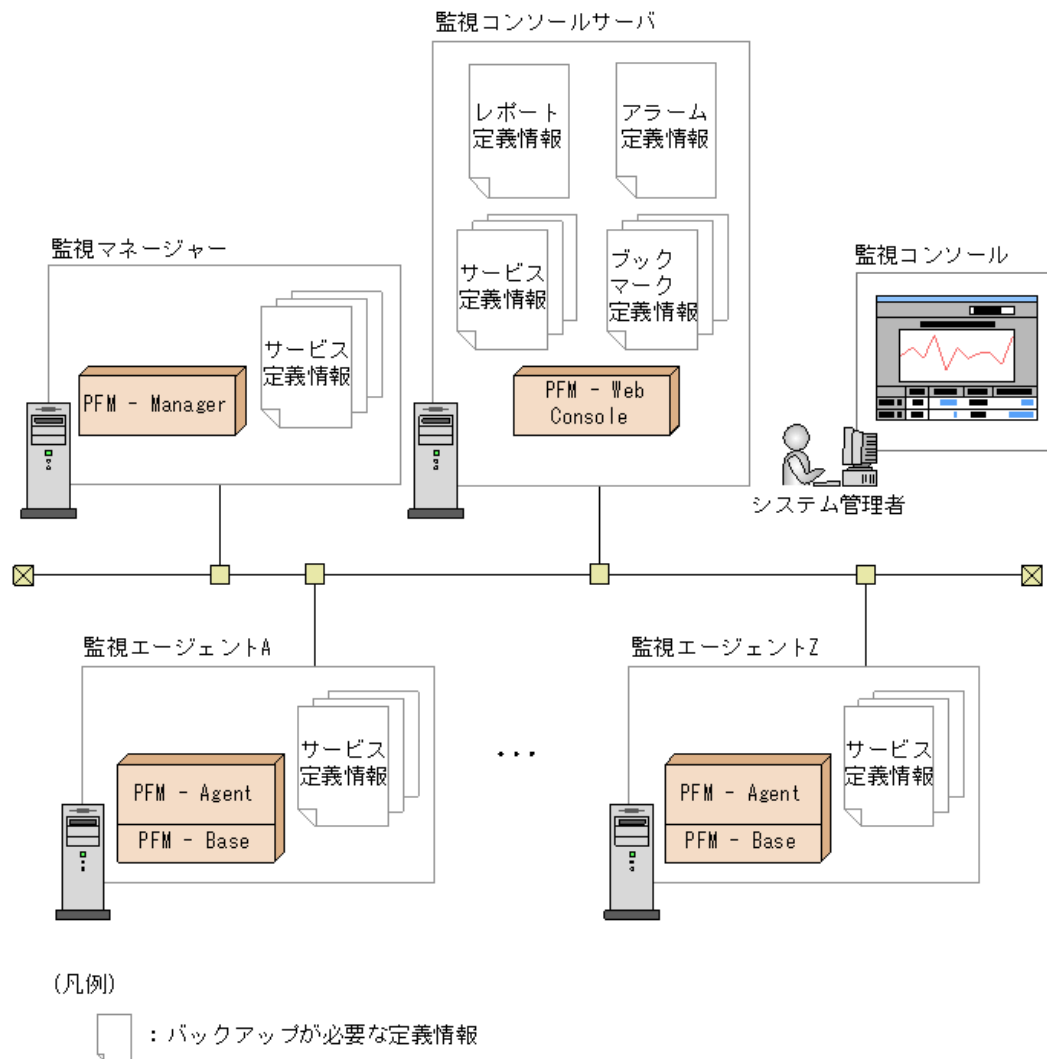 監視コンソールサーバ
レポート
定義情報
アラーム
定義情報
サービス
定義情報
ブック
マーク
定義情報
PFM - Web
Console
監視マネージャー
サービス
定義情報
PFM - Manager
監視コンソール
システム管理者
監視エージェントA
サービス
定義情報
PFM - Agent
PFM - Base
...
監視エージェントZ
サービス
定義情報
PFM - Agent
PFM - Base
(凡例)
：バックアップが必要な定義情報